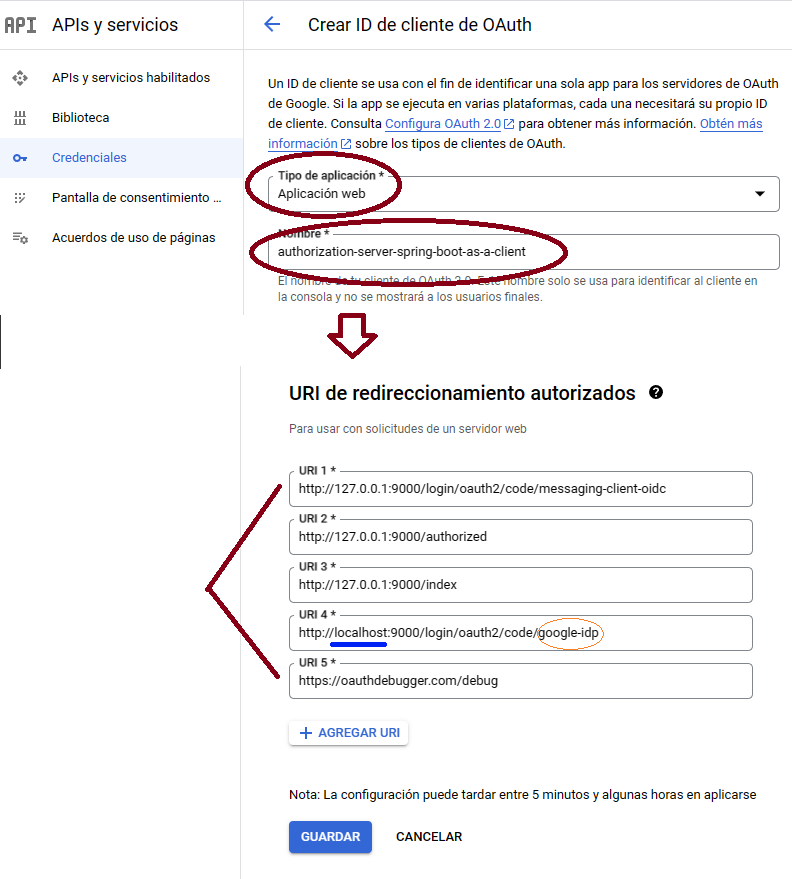 API APIs y servicios
Crear ID de cliente de OAuth
APIs y servicios habilitados
Biblioteca
Credenciales
Pantalla de consentimiento ...
Acuerdos de uso de páginas
Un ID de cliente se usa con el fin de identificar una sola app para los servidores de OAuth
de Google. Si la app se ejecuta en varias plataformas, cada una necesitará su propio ID
de cliente. Consulta Configura OAuth 2.0 para obtener más información. Obtén más
información sobre los tipos de clientes de OAuth.
Tipo de aplicación *
Aplicación web
Nombre *
authorization-server-spring-boot-as-a-client
El nombre de tu cliente de OAuth 2.0. Este nombre solo se usa para identificar al cliente en
la consola y no se mostrará a los usuarios finales.
URI de redireccionamiento autorizados
Para usar con solicitudes de un servidor web
URI 1 *
http://127.0.0.1:9000/login/oauth2/code/messaging-client-oidc
URI 2 *
http://127.0.0.1:9000/authorized
URI 3 *
http://127.0.0.1:9000/index
URI 4 *
http://localhost:9000/login/oauth2/code/google-idp
URI 5 *
https://oauthdebugger.com/debug
+ AGREGAR URI
Nota: La configuración puede tardar entre 5 minutos y algunas horas en aplicarse
GUARDAR CANCELAR